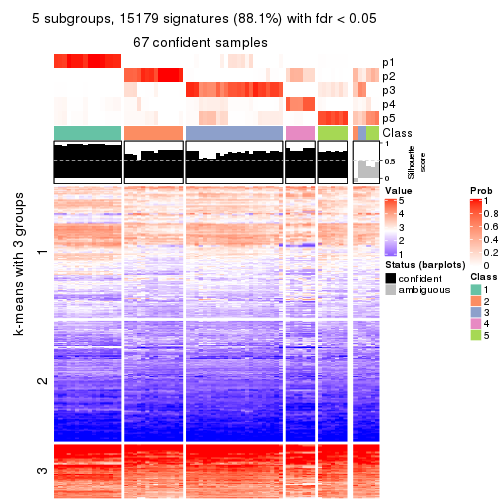 5 subgroups, 15179 signatures (88.1%) with fdr < 0.05
67 confident samples
p1
p2
p3
p4
p5
Class
1
0.5
0
Silhouette
score
k-means with 3 groups
1
2
3
Value
5
4
3
2
1
Status (barplots)
confident
ambiguous
Prob
1
0.8
0.6
0.4
0.2
0
Class
1
2
3
4
5